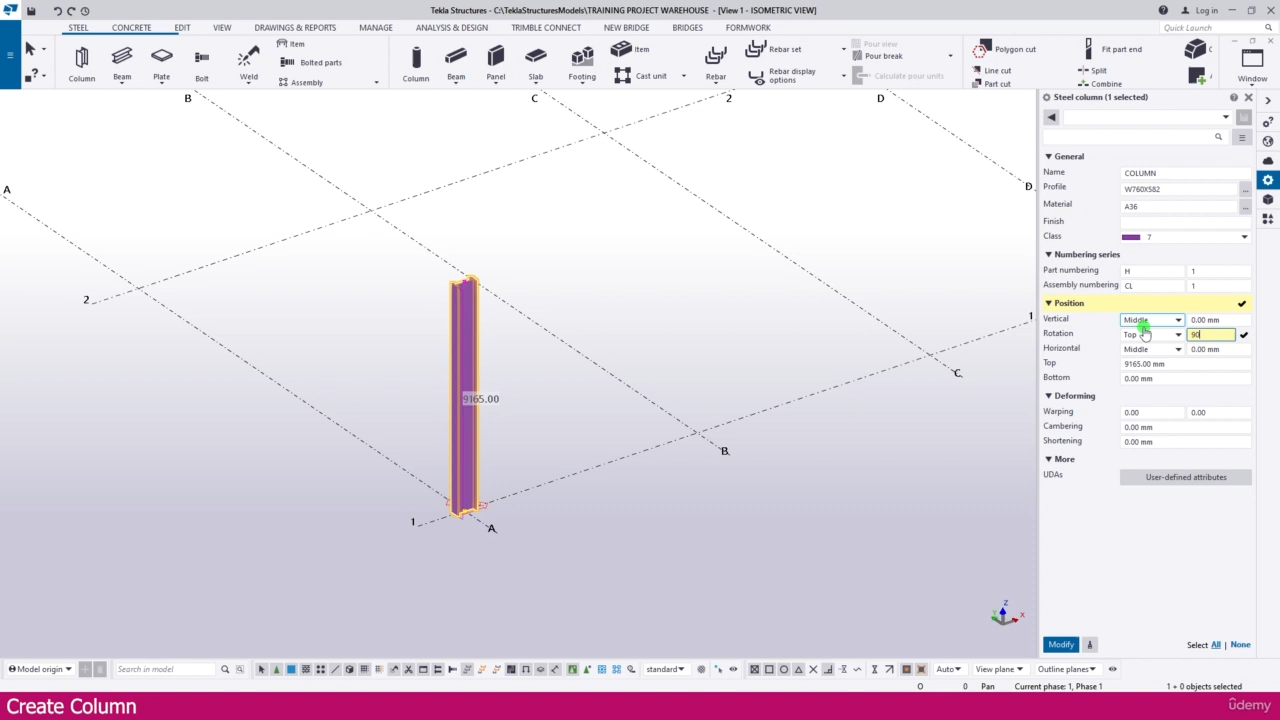 Tekla Structures - C:\TeklaStructuresModels\TRAINING PROJECT WAREHOUSE - [View 1 - ISOMETRIC VIEW]
Log in
STEEL CONCRETE EDIT VIEW DRAWINGS & REPORTS MANAGE ANALYSIS & DESIGN TRIMBLE CONNECT NEW BRIDGE BRIDGES FORMWORK
Quick Launch
Column Beam Plate Bolt Weld
Item
Bolted parts
Assembly
Column Beam Panel Slab Footing
Item
Cast unit
Rebar
Rebar set
Rebar display
options
Pour view
Pour break
Calculate pour units
Polygon cut
Line cut
Part cut
Fit part end
Split
Combine
C
Window
Steel column (1 selected)
General
Name COLUMN
Profile W760X582 ...
Material A36 ...
Finish
Class 7
Numbering series
Part numbering H 1
Assembly numbering CL 1
Position
Vertical Middle 0.00 mm
Rotation Top 90
Horizontal Middle 0.00 mm
Top 9165.00 mm
Bottom 0.00 mm
Deforming
Warping 0.00 0.00
Cambering 0.00 mm
Shortening 0.00 mm
More
UDAs User-defined attributes
Modify
Select All | None
B
C
2
D
A
D
2
1
C
9165.00
B
1
A
Z
Y
X
Model origin
Search in model
standard
Auto
View plane
Outline planes
O 0 Pan Current phase: 1, Phase 1 1 + 0 objects selected
Create Column
ûdemy